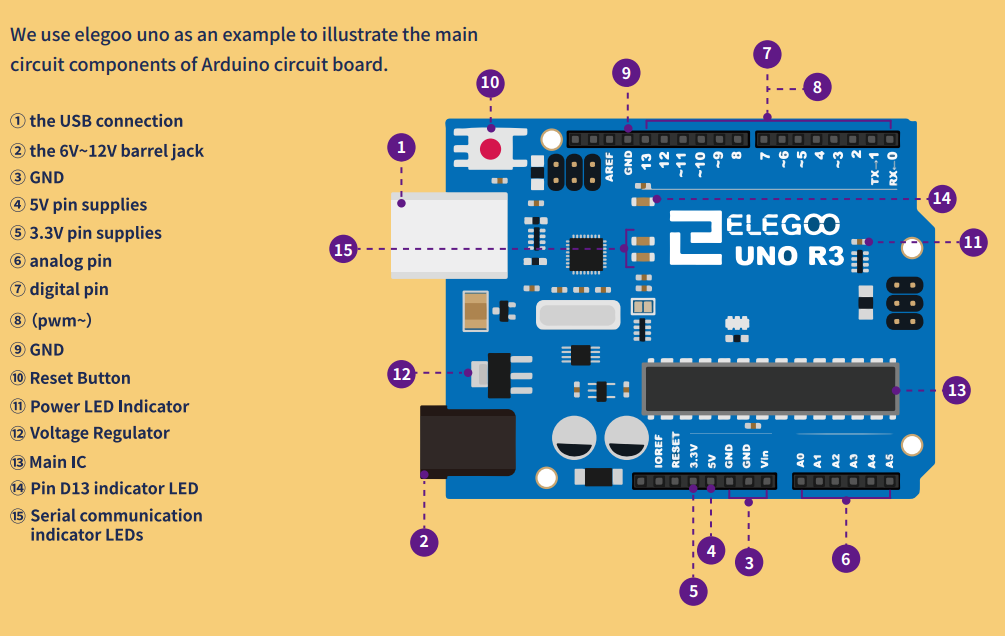 We use elegoo uno as an example to illustrate the main
circuit components of Arduino circuit board.
① the USB connection
② the 6V~12V barrel jack
③ GND
④ 5V pin supplies
⑤ 3.3V pin supplies
⑥ analog pin
⑦ digital pin
⑧ (pwm~)
⑨ GND
⑩ Reset Button
⑪ Power LED Indicator
⑫ Voltage Regulator
⑬ Main IC
⑭ Pin D13 indicator LED
⑮ Serial communication
indicator LEDs
7
8
9
10
1
AREF GND 13 12 ~11 ~10 ~9 8 7 ~6 ~5 4 ~3 2 TX→1 RX←0
14
ELEGOO
UNO R3
15
11
12
13
IOREF RESET 3.3V 5V GND GND Vin A0 A1 A2 A3 A4 A5
2
4
3
6
5